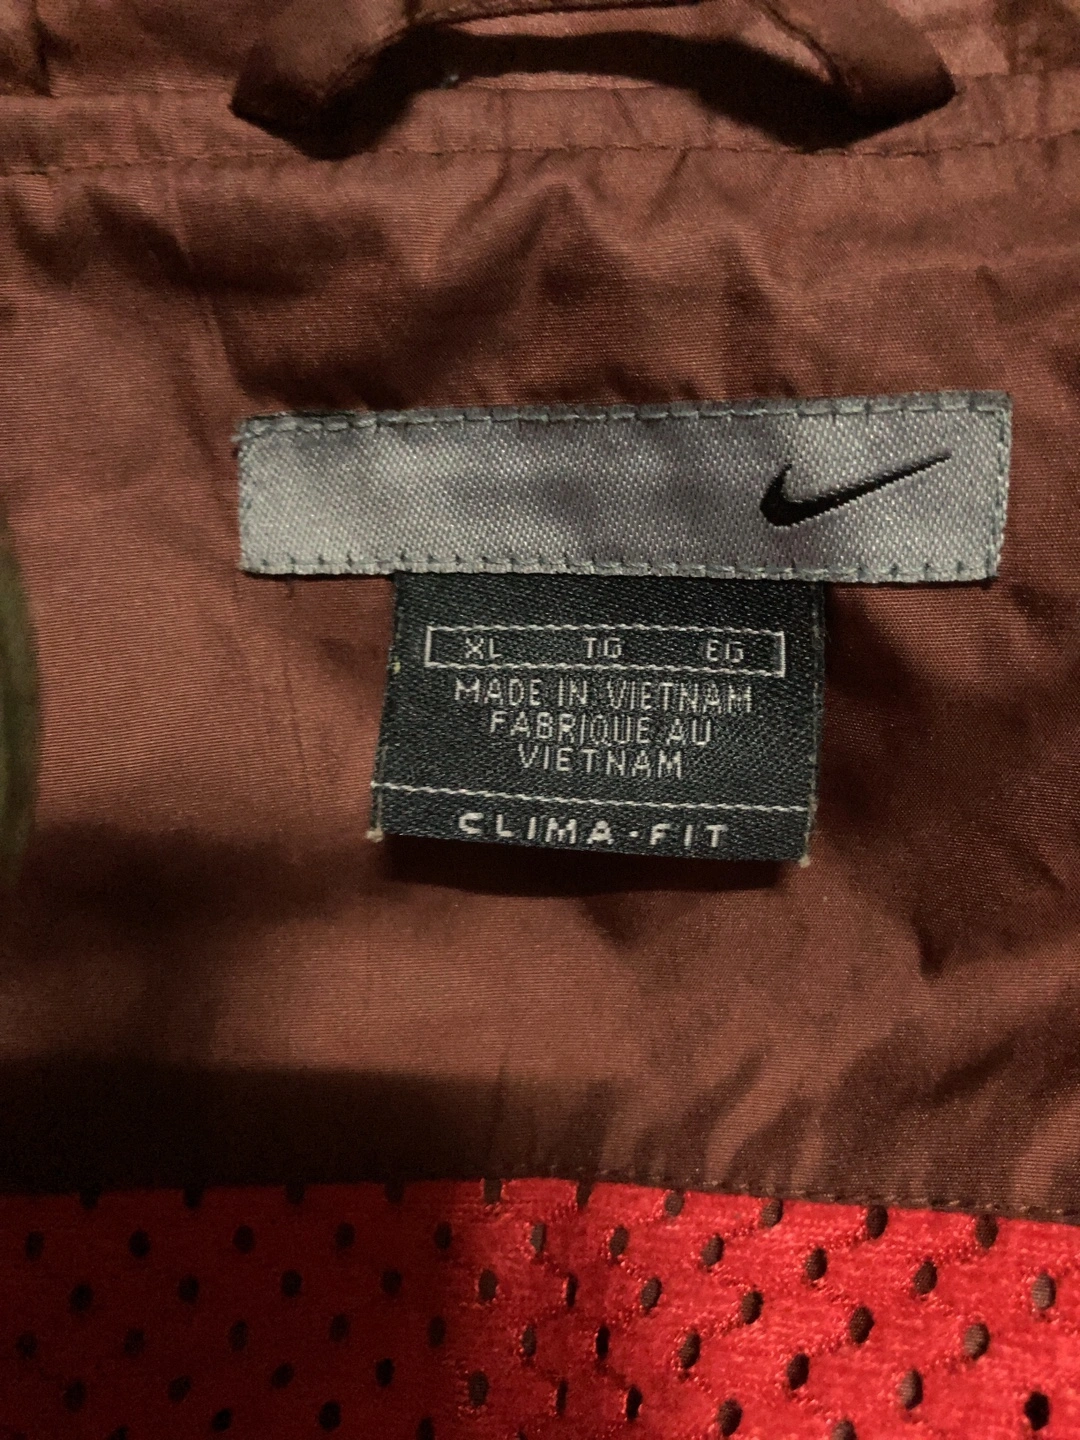 XL TG EG
MADE IN VIETNAM
FABRIQUE AU
VIETNAM
CLIMA·FIT